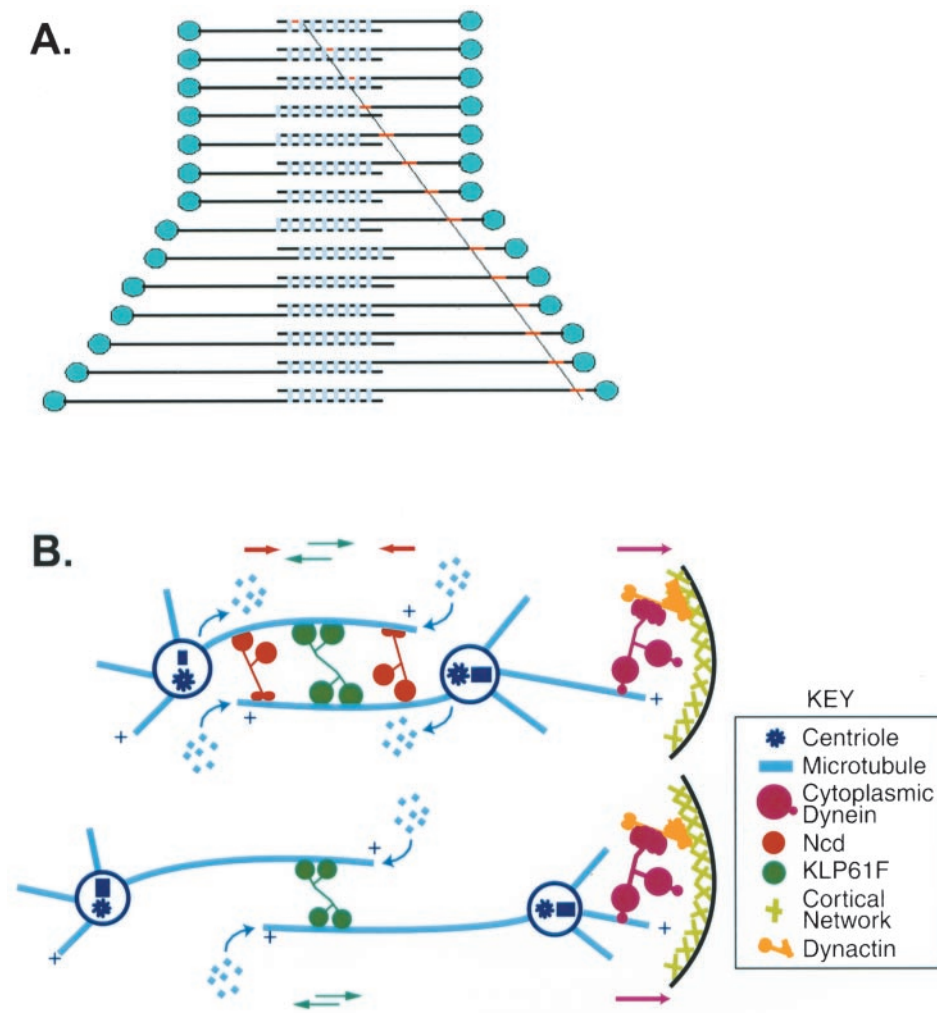 A.
B.
+
+
+
+
KEY
Centriole
Microtubule
Cytoplasmic
Dynein
Ncd
KLP61F
Cortical
Network
Dynactin
+
+
+
+